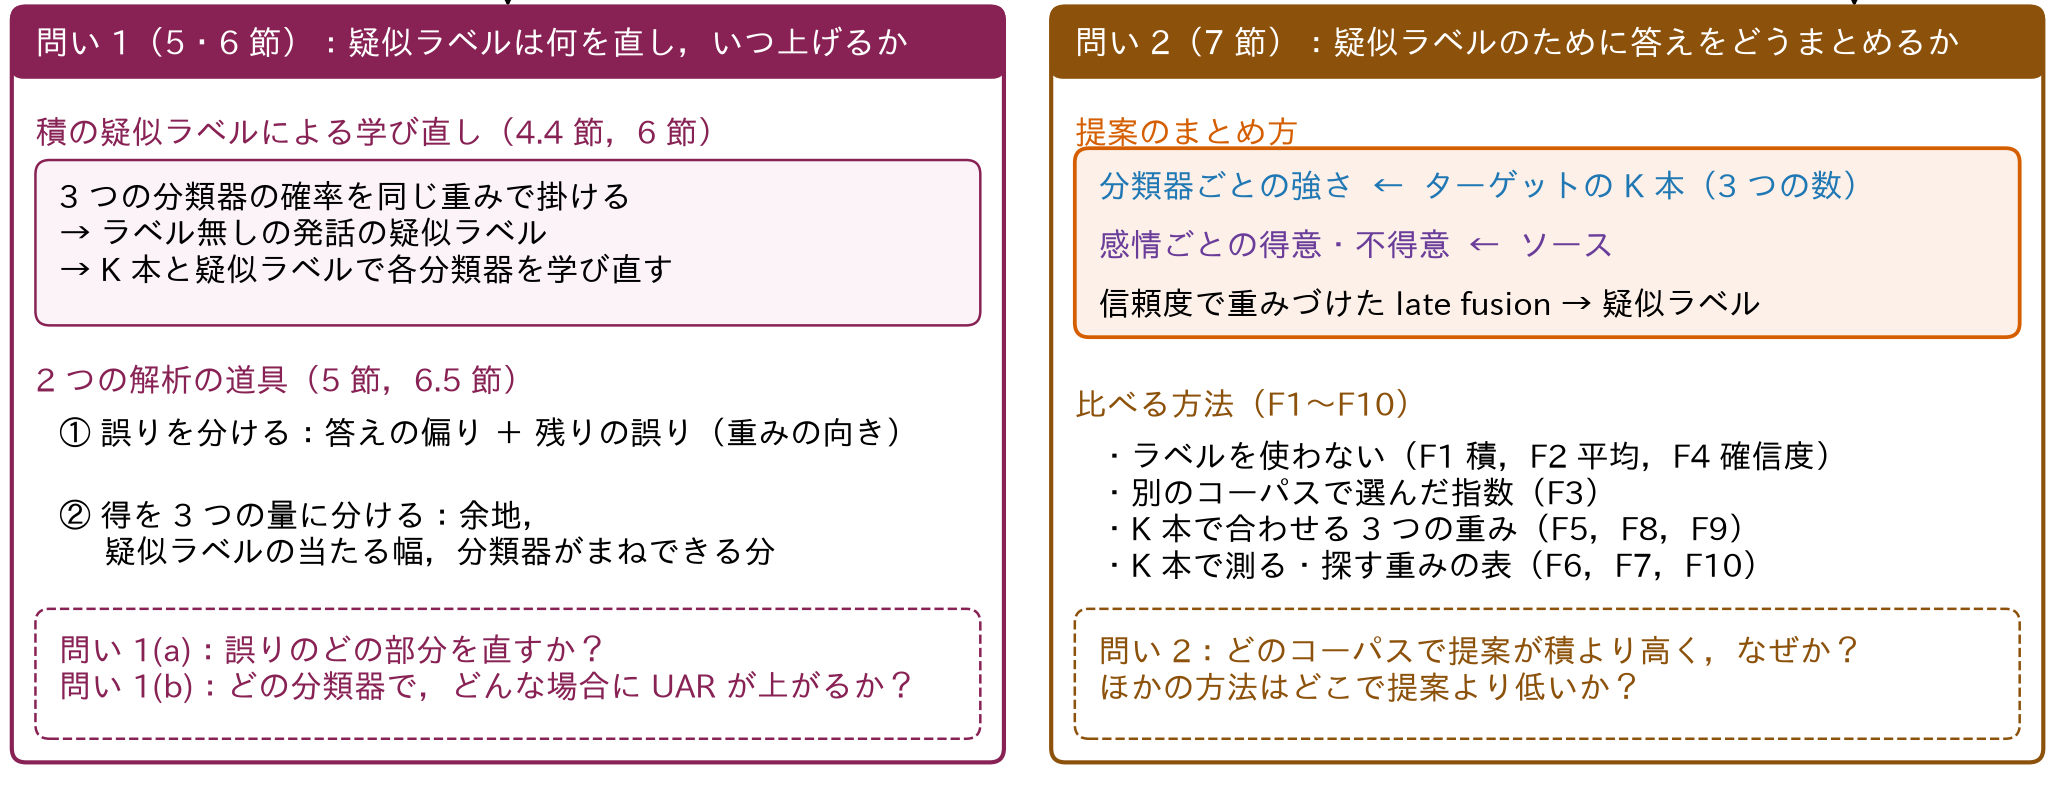 問い 1（5・6 節）：疑似ラベルは何を直し，いつ上げるか
積の疑似ラベルによる学び直し（4.4 節，6 節）
3 つの分類器の確率を同じ重みで掛ける
→ ラベル無しの発話の疑似ラベル
→ K 本と疑似ラベルで各分類器を学び直す
2 つの解析の道具（5 節，6.5 節）
① 誤りを分ける：答えの偏り ＋ 残りの誤り（重みの向き）
② 得を 3 つの量に分ける：余地，
疑似ラベルの当たる幅，分類器がまねできる分
問い 1(a)：誤りのどの部分を直すか？
問い 1(b)：どの分類器で，どんな場合に UAR が上がるか？
問い 2（7 節）：疑似ラベルのために答えをどうまとめるか
提案のまとめ方
分類器ごとの強さ ← ターゲットの K 本（3 つの数）
感情ごとの得意・不得意 ← ソース
信頼度で重みづけた late fusion → 疑似ラベル
比べる方法（F1～F10）
・ラベルを使わない（F1 積，F2 平均，F4 確信度）
・別のコーパスで選んだ指数（F3）
・K 本で合わせる 3 つの重み（F5，F8，F9）
・K 本で測る・探す重みの表（F6，F7，F10）
問い 2：どのコーパスで提案が積より高く，なぜか？
ほかの方法はどこで提案より低いか？